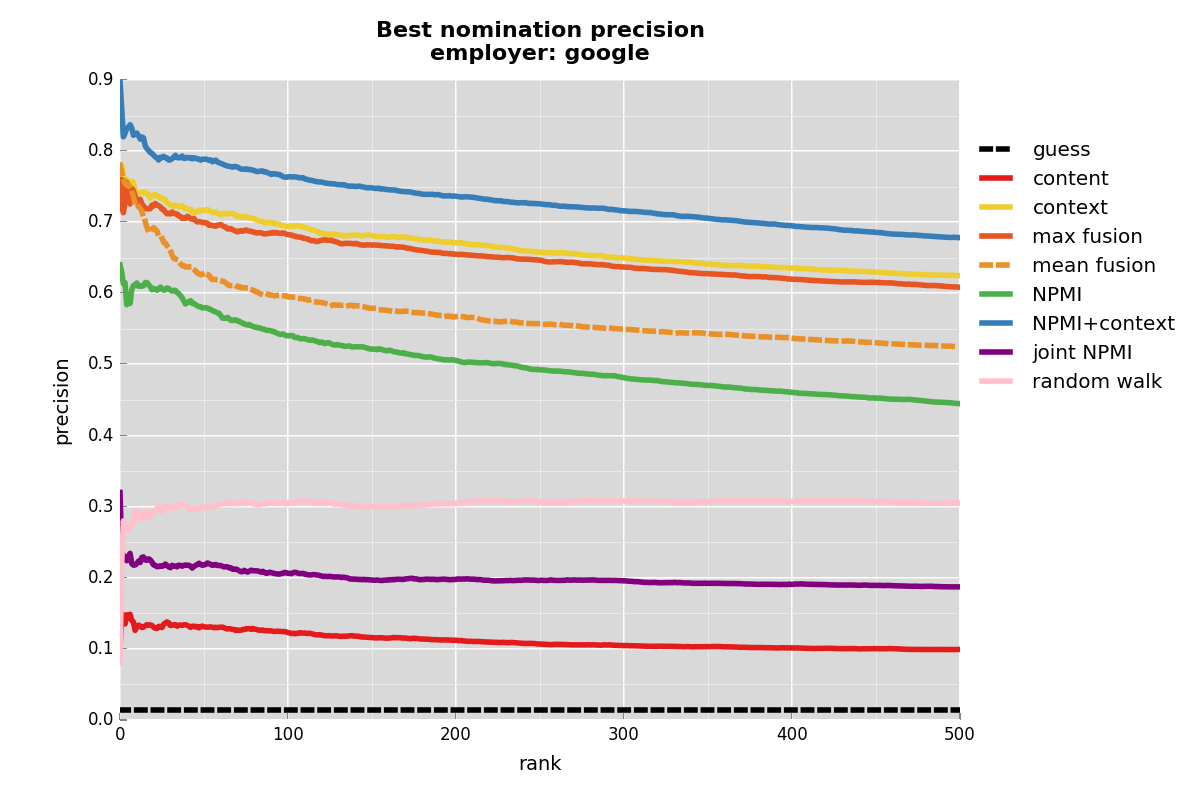 Best nomination precision
employer: google
precision
0.9
0.8
0.7
0.6
0.5
0.4
0.3
0.2
0.1
0.0
0
100
200
300
400
500
rank
guess
content
context
max fusion
mean fusion
NPMI
NPMI+context
joint NPMI
random walk